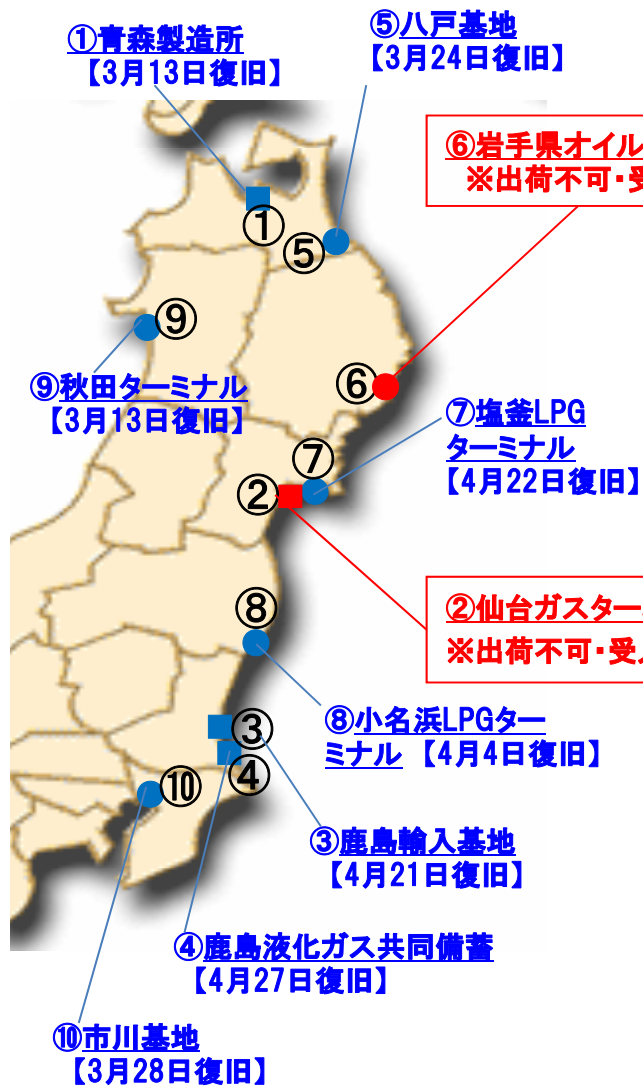 ①青森製造所
【3月13日復旧】
⑤八戸基地
【3月24日復旧】
⑥岩手県オイル
※出荷不可・受
①
⑤
⑨
⑨秋田ターミナル
【3月13日復旧】
⑥
⑦塩釜LPG
ターミナル
【4月22日復旧】
⑦
②
⑧
②仙台ガスター
※出荷不可・受
⑧小名浜LPGター
ミナル 【4月4日復旧】
③
④
⑩
③鹿島輸入基地
【4月21日復旧】
④鹿島液化ガス共同備蓄
【4月27日復旧】
⑩市川基地
【3月28日復旧】